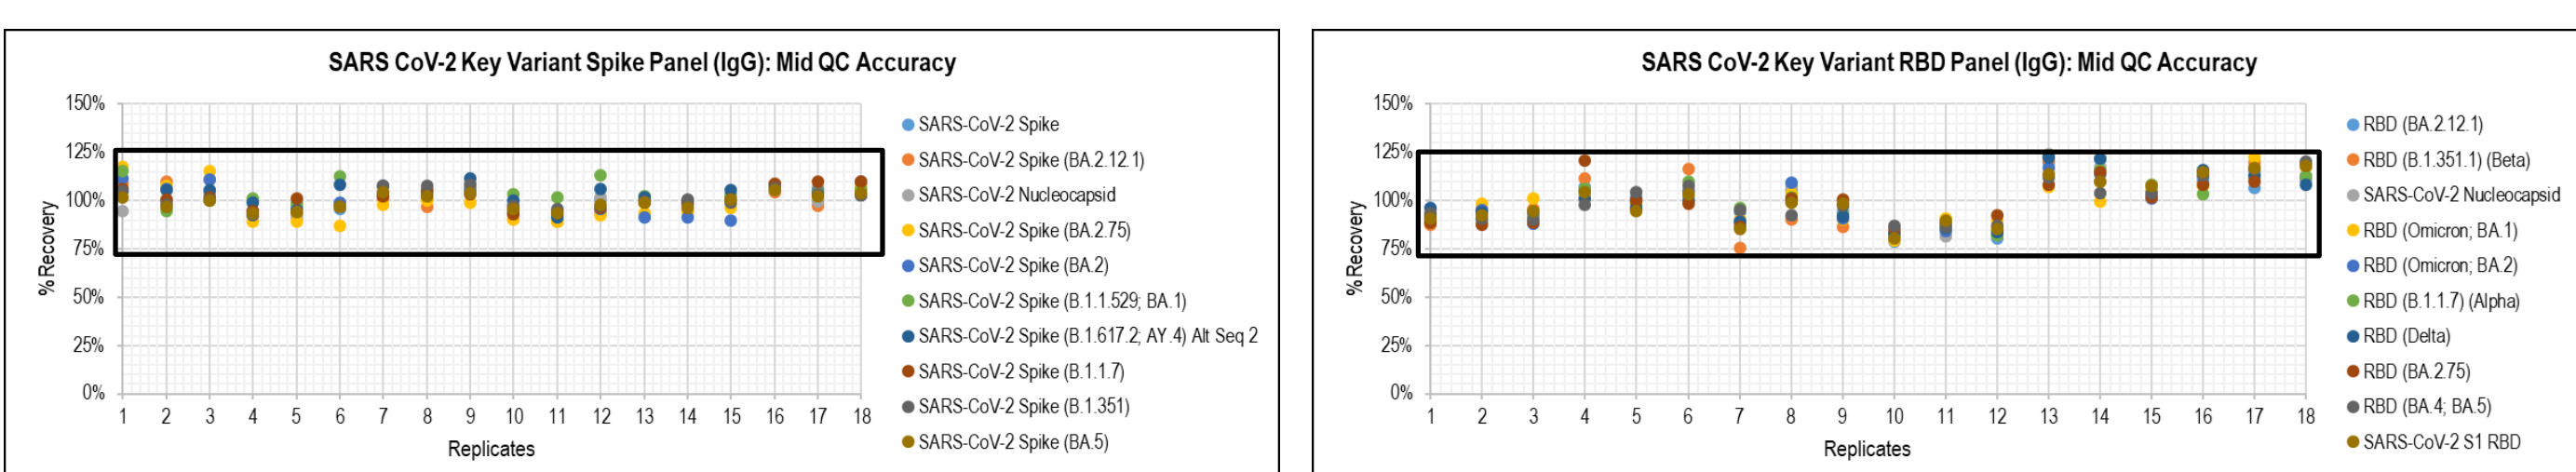 SARS CoV-2 Key Variant Spike Panel (IgG): Mid QC Accuracy
150%
125%
100%
75%
50%
25%
0%
%Recovery
1 2 3 4 5 6 7 8 9 10 11 12 13 14 15 16 17 18
Replicates
SARS-CoV-2 Spike
SARS-CoV-2 Spike (BA.2.12.1)
SARS-CoV-2 Nucleocapsid
SARS-CoV-2 Spike (BA.2.75)
SARS-CoV-2 Spike (BA.2)
SARS-CoV-2 Spike (B.1.1.529; BA.1)
SARS-CoV-2 Spike (B.1.617.2; AY.4) Alt Seq 2
SARS-CoV-2 Spike (B.1.1.7)
SARS-CoV-2 Spike (B.1.351)
SARS-CoV-2 Spike (BA.5)
SARS CoV-2 Key Variant RBD Panel (IgG): Mid QC Accuracy
150%
125%
100%
75%
50%
25%
0%
%Recovery
1 2 3 4 5 6 7 8 9 10 11 12 13 14 15 16 17 18
Replicates
RBD (BA.2.12.1)
RBD (B.1.351.1) (Beta)
SARS-CoV-2 Nucleocapsid
RBD (Omicron; BA.1)
RBD (Omicron; BA.2)
RBD (B.1.1.7) (Alpha)
RBD (Delta)
RBD (BA.2.75)
RBD (BA.4; BA.5)
SARS-CoV-2 S1 RBD